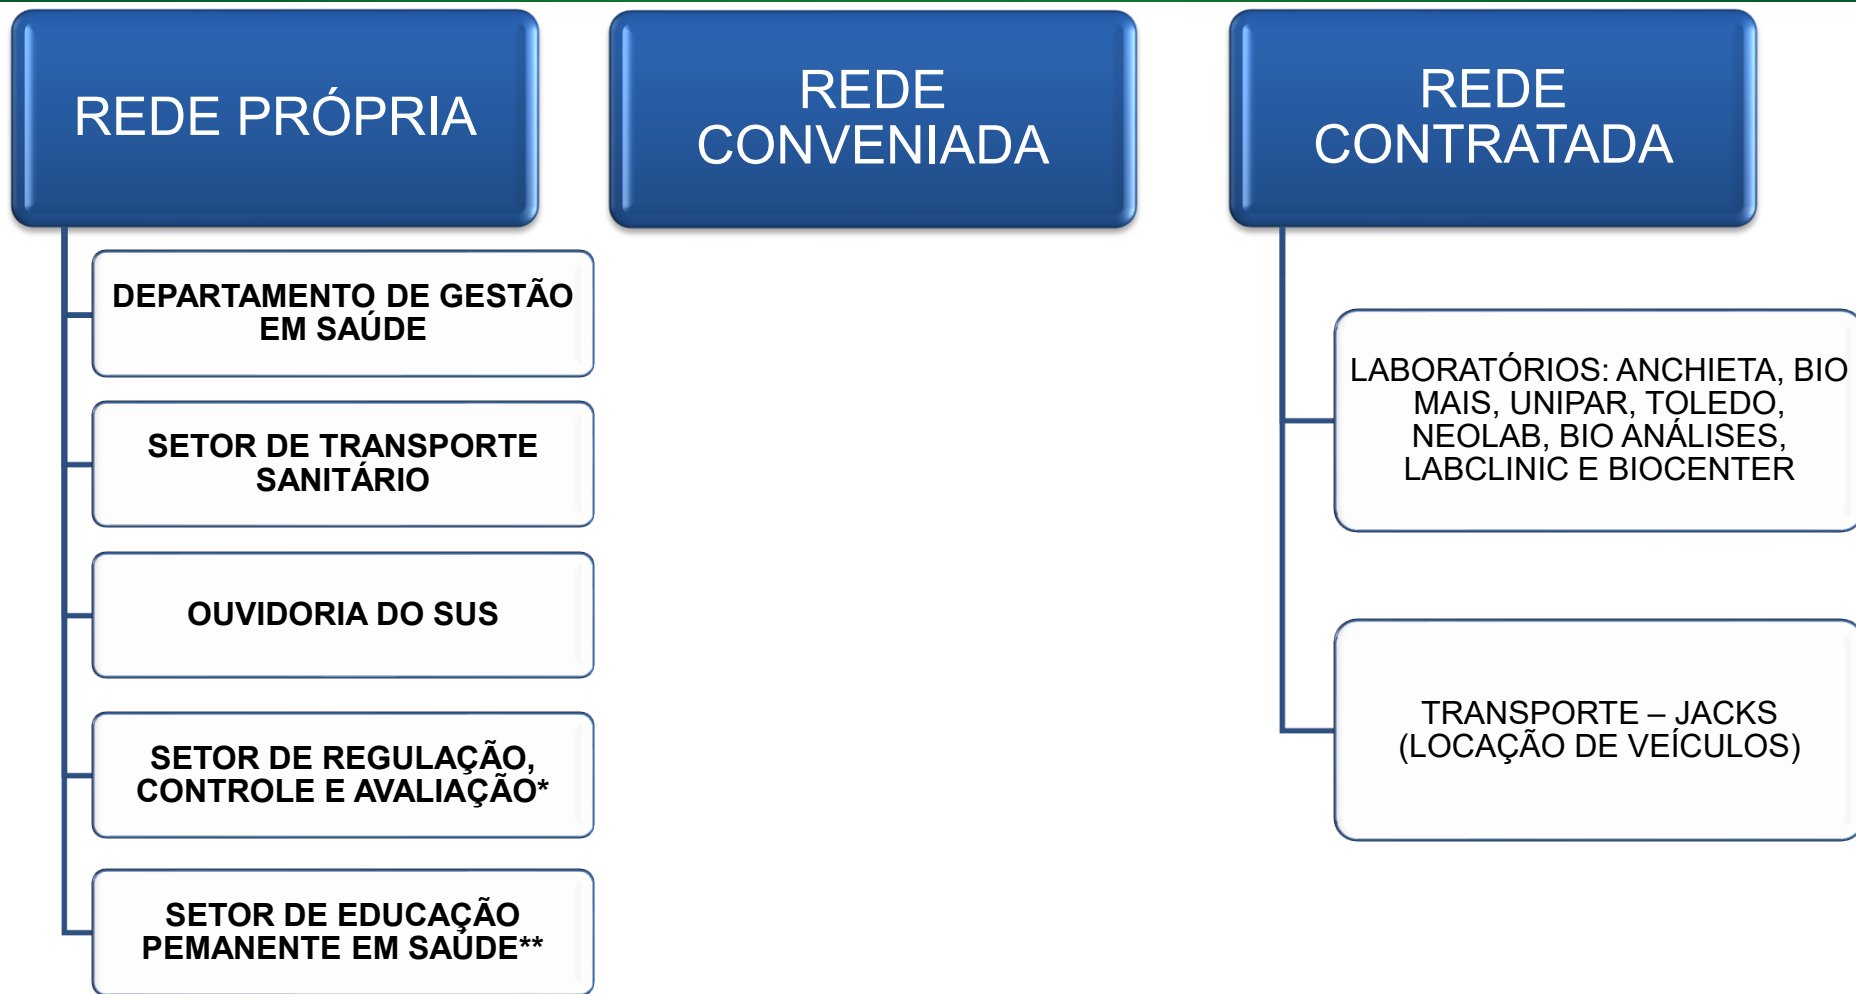 REDE PRÓPRIA
DEPARTAMENTO DE GESTÃO
EM SAÚDE
SETOR DE TRANSPORTE
SANITÁRIO
OUVIDORIA DO SUS
SETOR DE REGULAÇÃO,
CONTROLE E AVALIAÇÃO*
SETOR DE EDUCAÇÃO
PEMANENTE EM SAÚDE**
REDE
CONVENIADA
REDE
CONTRATADA
LABORATÓRIOS: ANCHIETA, BIO
MAIS, UNIPAR, TOLEDO,
NEOLAB, BIO ANÁLISES,
LABCLINIC E BIOCENTER
TRANSPORTE – JACKS
(LOCAÇÃO DE VEÍCULOS)